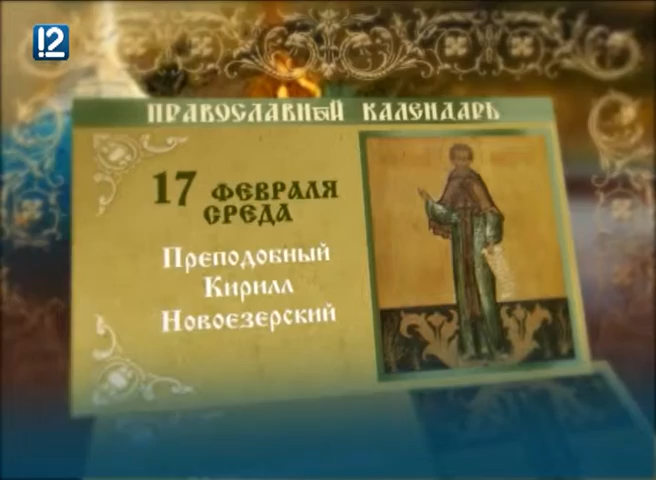 12
ПРАВОСЛАВНЫЙ КАЛЕНДАРЬ
17 ФЕВРАЛЯ
СРЕДА
Преподобный
Кирилл
Новоезерский